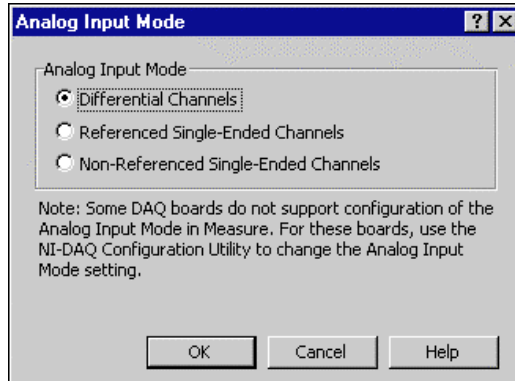 Analog Input Mode
Analog Input Mode
Differential Channels
Referenced Single-Ended Channels
Non-Referenced Single-Ended Channels
Note: Some DAQ boards do not support configuration of the
Analog Input Mode in Measure. For these boards, use the
NI-DAQ Configuration Utility to change the Analog Input
Mode setting.
OK Cancel Help